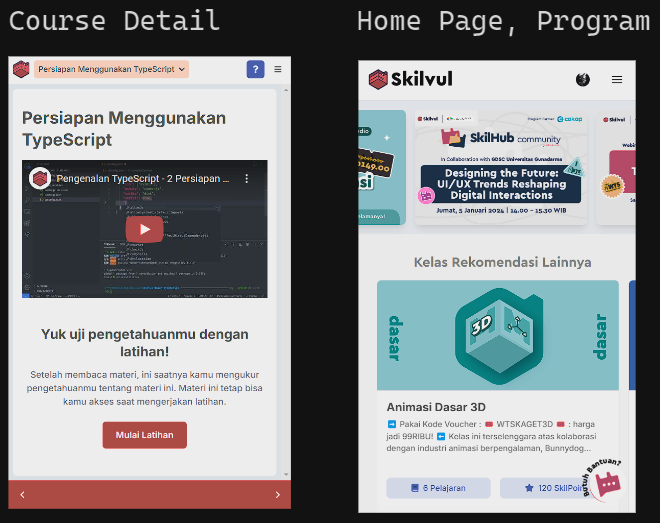 Course Detail
Persiapan Menggunakan TypeScript
?
Persiapan Menggunakan
TypeScript
Pengenalan TypeScript - 2 Persiapan ...
Yuk uji pengetahuanmu dengan
latihan!
Setelah membaca materi, ini saatnya kamu mengukur
pengetahuanmu tentang materi ini. Materi ini tetap bisa
kamu akses saat mengerjakan latihan.
Mulai Latihan
Home Page, Program
Skilvul
Skilvul
Program Partner
cakap
SkilHub community
In Collaboration with GDSC Universitas Gunadarma
Designing the Future:
UI/UX Trends Reshaping
Digital Interactions
Jumat, 5 Januari 2024 | 14.00 - 15.30 WIB
Kelas Rekomendasi Lainnya
dasar
3D
dasar
Animasi Dasar 3D
Pakai Kode Voucher : WTSKAGET3D : harga
jadi 99RIBU! Kelas ini terselenggara atas kolaborasi
dengan industri animasi berpengalaman, Bunnydog...
Butuh Bantuan?
6 Pelajaran
120 SkilPoin